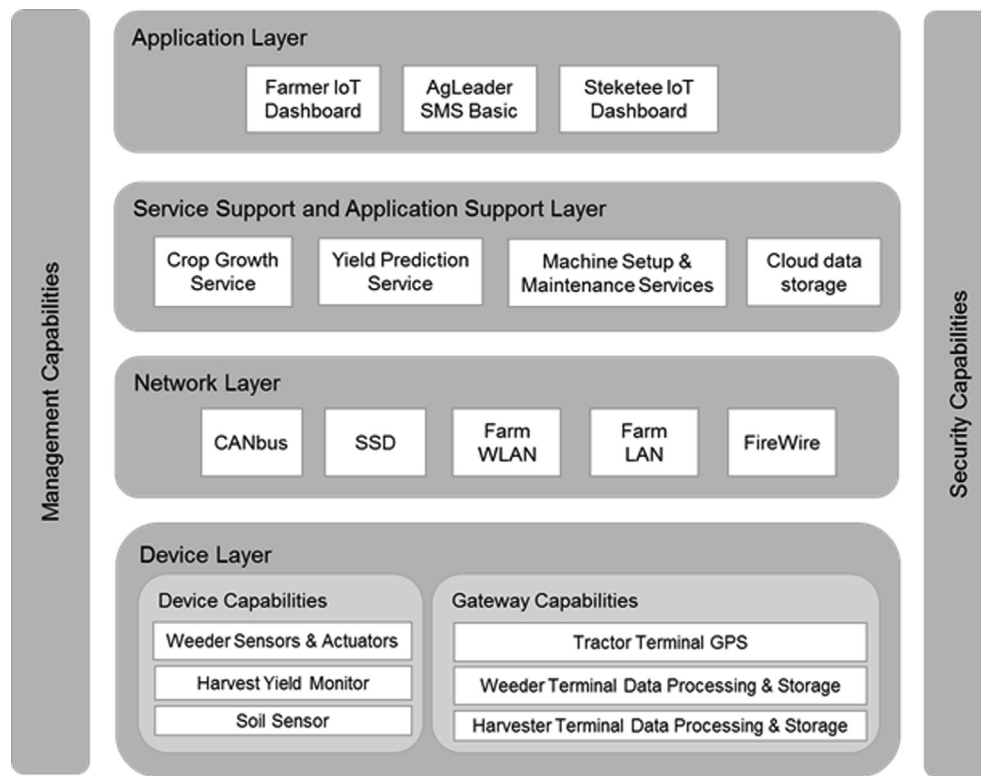 Management Capabilities
Application Layer
Farmer IoT
Dashboard
AgLeader
SMS Basic
Steketee IoT
Dashboard
Service Support and Application Support Layer
Crop Growth
Service
Yield Prediction
Service
Machine Setup &
Maintenance Services
Cloud data
storage
Network Layer
CANbus
SSD
Farm
WLAN
Farm
LAN
FireWire
Device Layer
Device Capabilities
Weeder Sensors & Actuators
Harvest Yield Monitor
Soil Sensor
Gateway Capabilities
Tractor Terminal GPS
Weeder Terminal Data Processing & Storage
Harvester Terminal Data Processing & Storage
Security Capabilities